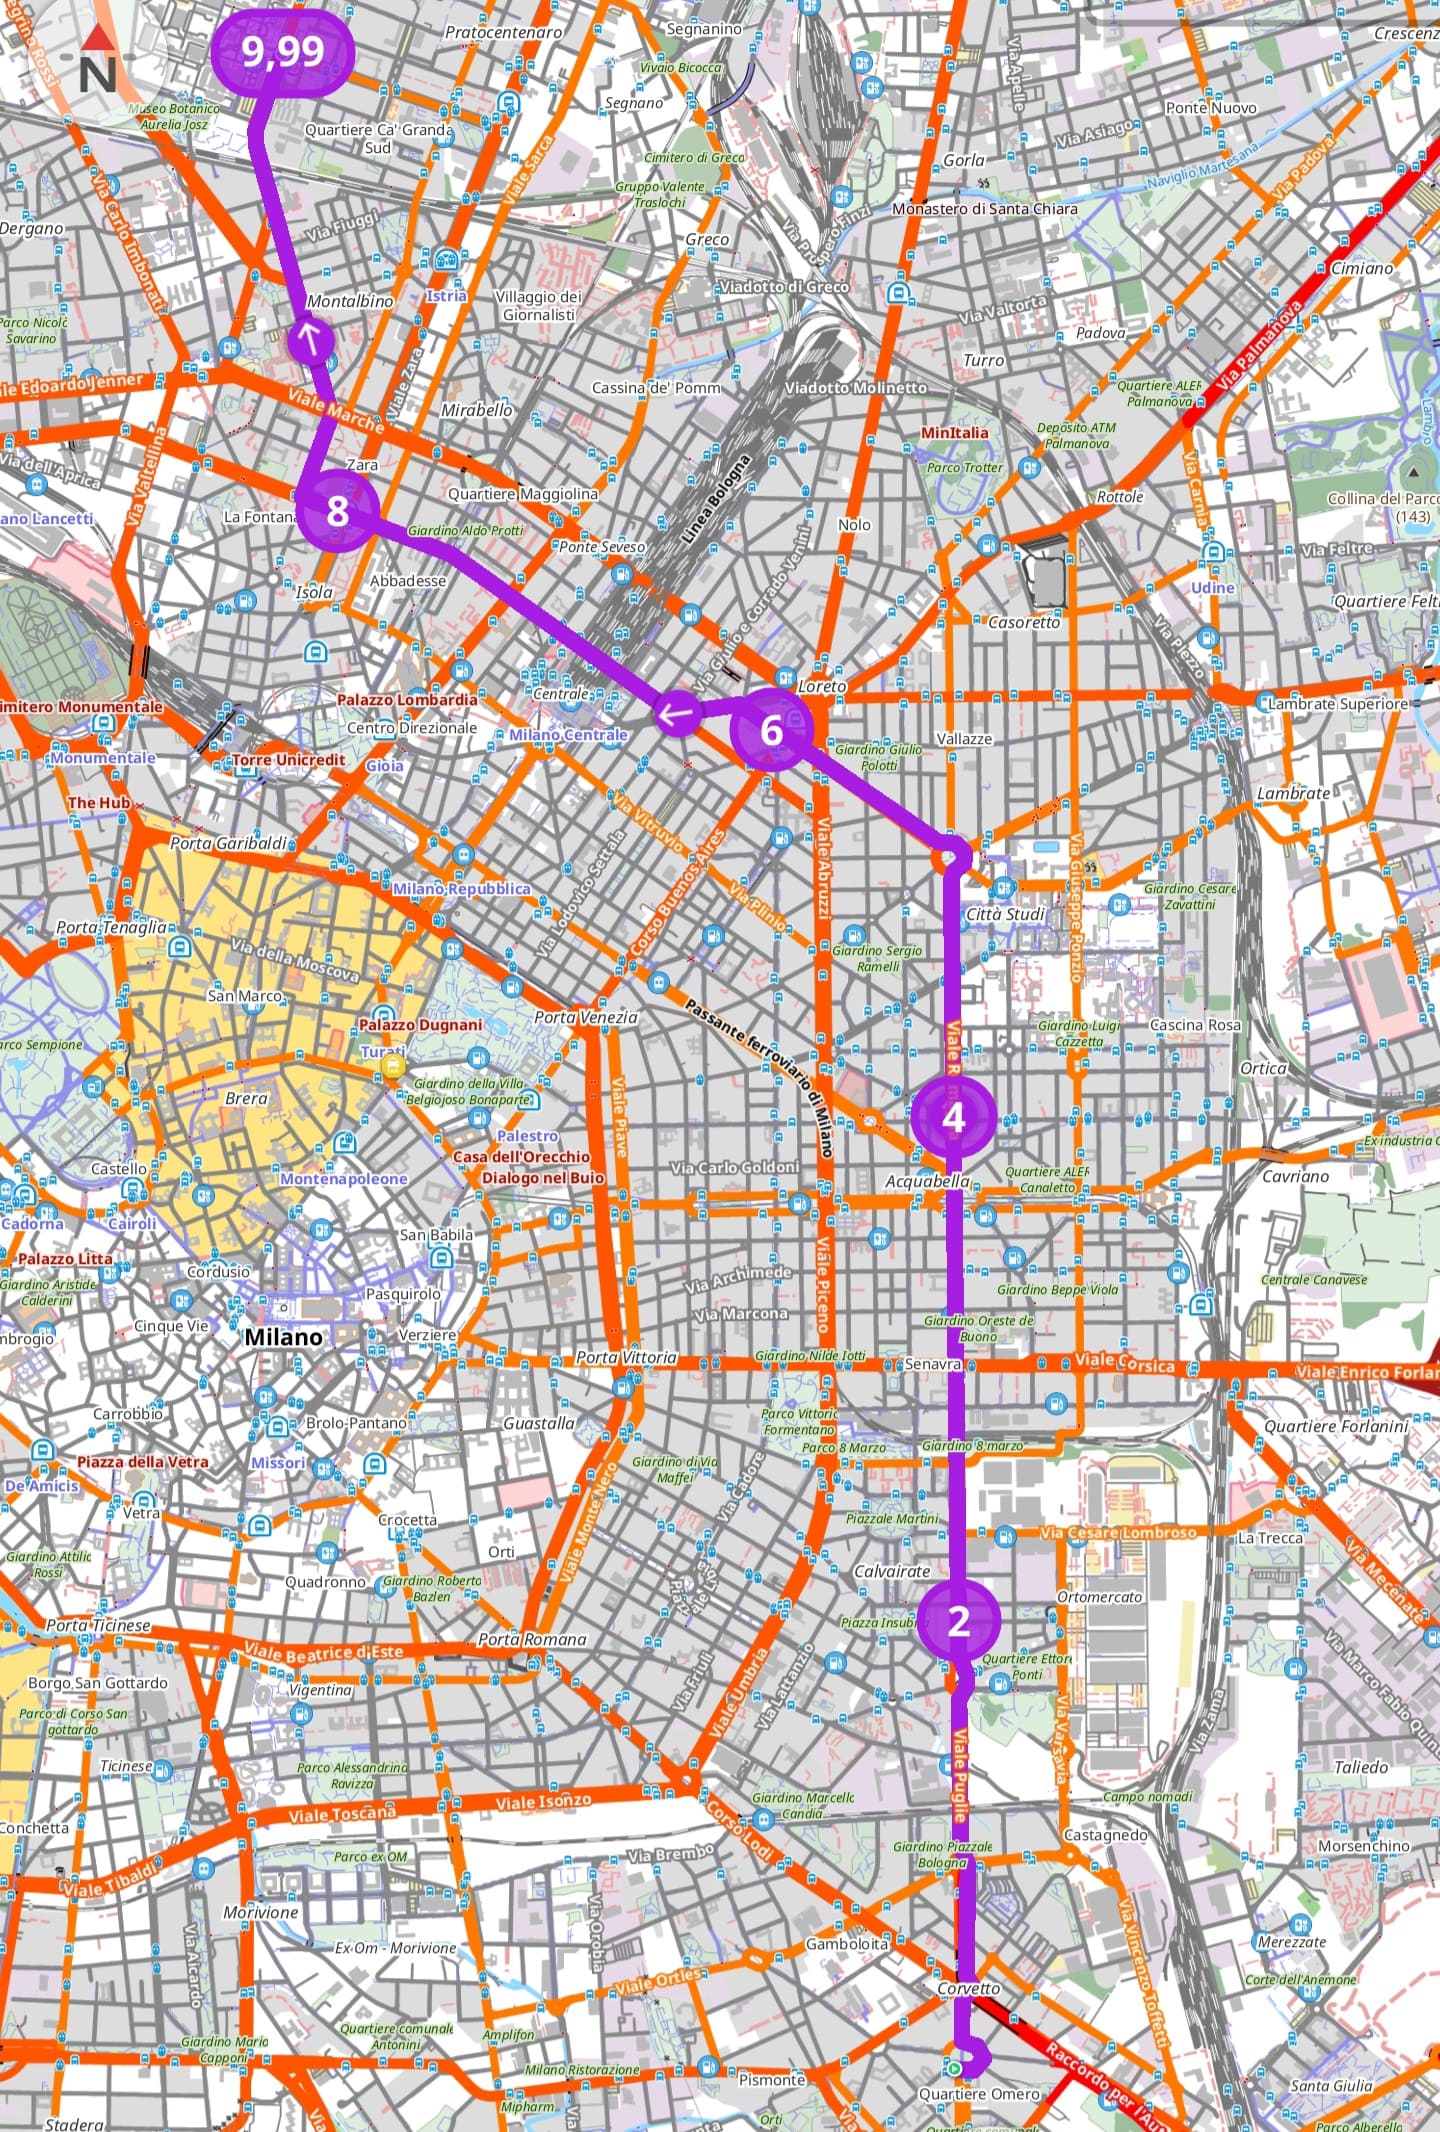 Pratocentenaro
Segnanino
Crescenz
9,99
N
Vivaio Bicocca
Segnano
Via Apelle
Ponte Nuovo
Museo Botanico
Aurelia Josz
Quartiere Ca' Granda
Sud
Via Asiago
Via Carlo Imbonati
Viale Sarca
Cimitero di Greco
Gorla
Naviglio Martesana
Via Padova
Gruppo Valente
Traslochi
Monastero di Santa Chiara
Dergano
Via Fiuggi
Greco
Cimiano
Viadotto di Greco
Istria
Montalbino
Villaggio dei
Giornalisti
Via Valtorta
Parco Nicolò
Savarino
Padova
Via Palmanova
Turro
le Edoardo Jenner
Viale Marche
Viale Zara
Cassina de' Pomm
Viadotto Molinetto
Quartiere ALER
Palmanova
Mirabello
MinItalia
Deposito ATM
Palmanova
Via dell'Aprica
Via Valtellina
Zara
Parco Trotter
Quartiere Maggiolina
Linea Bologna
Rottole
Via Carnia
Collina del Parco
(143)
ano Lancetti
La Fontana
8
Giardino Aldo Protti
Nolo
Ponte Seveso
Via Giulio e Corrado Venini
Via Feltre
Abbadesse
Isola
Udine
Quartiere Felt
Casoretto
Via Piezzo
Loreto
imitero Monumentale
Palazzo Lombardia
Centrale
Lambrate Superiore
Centro Direzionale
Milano Centrale
6
Vallazze
Giardino Giulio
Polotti
Monumentale
Torre Unicredit
Gioia
The Hub
Via Vitruvio
Lambrate
Porta Garibaldi
Via Lodovico Settala
Corso Buenos Aires
Via Abruzzi
Via Giuseppe Ponzio
Milano Repubblica
Via Plinio
Giardino Cesare
Zavattini
Città Studi
Porta Tenaglia
Via della Moscova
Giardino Sergio
Ramelli
San Marco
Porta Venezia
Passante ferroviario di Milano
Palazzo Dugnani
Giardino Luigi
Cazzetta
Cascina Rosa
arco Sempione
Turati
Ortica
Giardino della Villa
Belgiojoso Bonaparte
Brera
Viale Piave
4
Palestro
Casa dell'Orecchio
Dialogo nel Buio
Ex industria C
Castello
Montenapoleone
Via Carlo Goldoni
Acquabella
Quartiere ALER
Canaletto
Cavriano
Cadorna
Cairoli
San Babila
Palazzo Litta
Cordusio
Via Archimede
Viale Piceno
Giardino Aristide
Calderini
Pasquirolo
Via Marcona
Giardino Beppe Viola
Centrale Canavese
Cinque Vie
Giardino Oreste del
Buono
mbrogio
Milano
Verziere
Porta Vittoria
Giardino Nilde Iotti
Senavra
Viale Corsica
Viale Enrico Forlan
Carrobbio
Brolo-Pantano
Guastalla
Parco Vittorio
Formentano
Quartiere Forlanini
Piazza della Vetra
Missori
Giardino di Via
Maffei
Parco 8 Marzo
Giardino 8 marzo
De Amicis
Via Cadore
Vetra
Crocetta
Viale Monte Nero
Piazzale Martini
Via Cesare Lombroso
La Trecca
Giardino Attilio
Rossi
Orti
Calvairate
Via Mecenate
Quadronno
Giardino Roberto
Bazlen
Ortomercato
Porta Ticinese
2
Piazza Insubria
Viale Beatrice d'Este
Porta Romana
Quartiere Ettore
Ponti
Borgo San Gottardo
Vigentina
Via Friuli
Viale Umbria
Via Lattanzio
Via Marco Fabio Quin
Parco di Corso San
gottardo
Via Varsavia
Via Zama
Ticinese
Parco Alessandrina
Ravizza
Viale Puglie
Taliedo
Viale Toscana
Viale Isonzo
Giardino Marcello
Candia
Campo nomadi
Conchetta
Corso Lodi
Castagnedo
Parco ex OM
Via Brembo
Giardino Piazzale
Bologna
Morsenchino
Viale Tibaldi
Morivione
Via Orobia
Via Vincenzo Toffetti
Ex Om - Morivione
Gamboloita
Merezzate
Via Aicardo
Viale Ortles
Corvetto
Corte dell'Anemone
Giardino Mario
Capponi
Quartiere comunale
Antonini
Amplifon
Raccordo per l'Aut
Milano Ristorazione
Pismonte
Quartiere Omero
Santa Giulia
Mipharm
Stadera
Orti
Parco Alberello